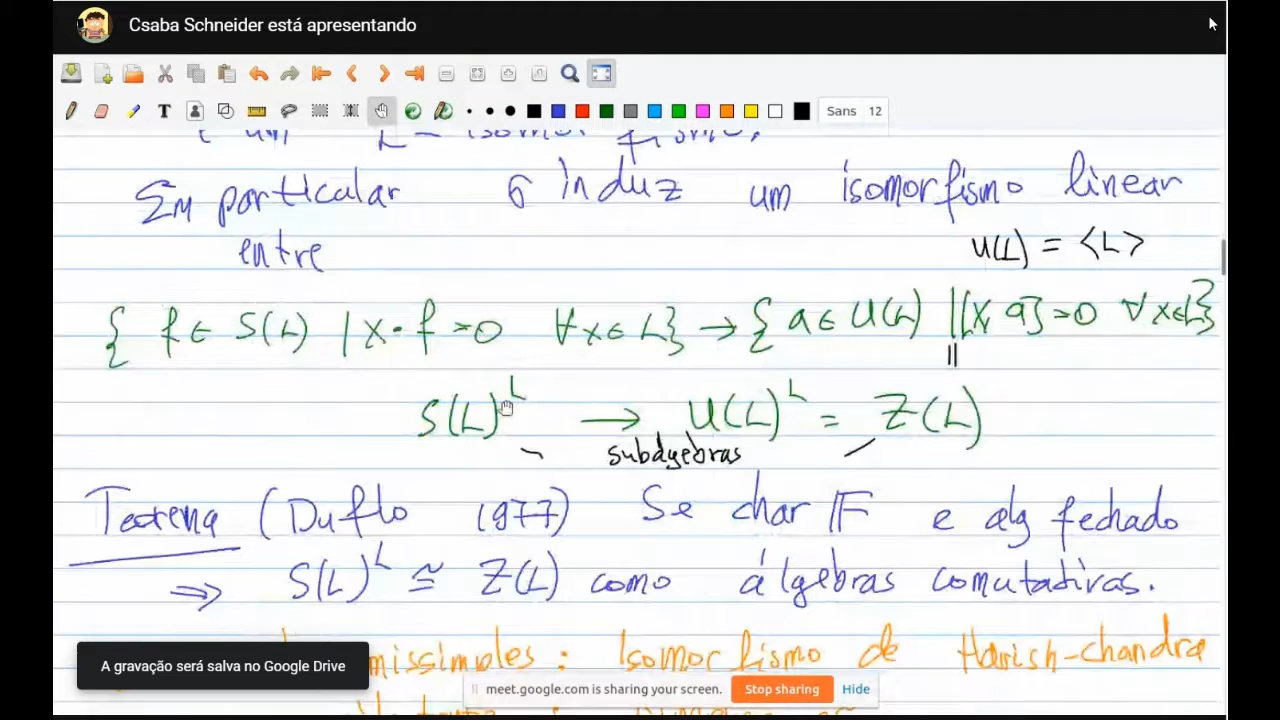 Csaba Schneider está apresentando
Sans 12
um L - isomorfismo,
Em particular σ induz um isomorfismo linear
entre
U(L) = <L>
{ f ∈ S(L) | x · f = 0 ∀x ∈ L} → { a ∈ U(L) | [x, a] = 0 ∀x∈L}
||
S(L)^L → U(L)^L = Z(L)
subálgebras
Teorema (Duflo 1977) Se char F e alg fechado
⇒ S(L)^L ≅ Z(L) como álgebras comutativas.
missimples: Isomorfismo de Harish-chandra
A gravação será salva no Google Drive
meet.google.com is sharing your screen. Stop sharing Hide